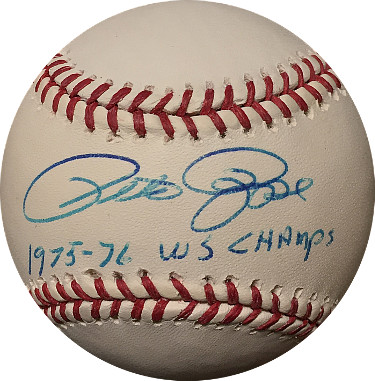 Pete Rose
1975-76 WS CHAMPS